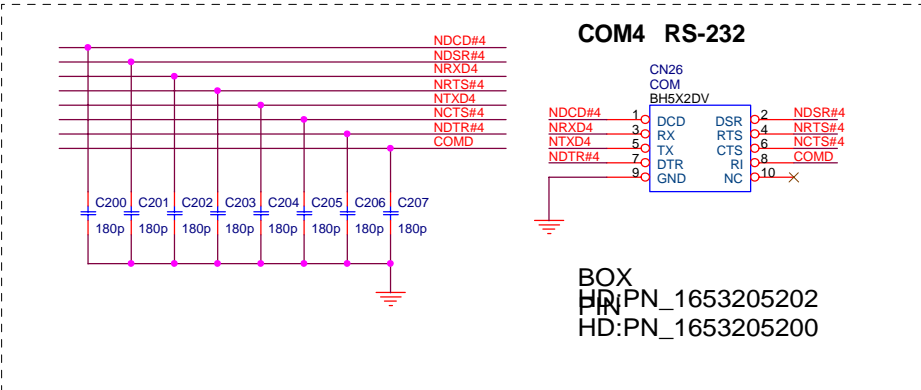 COM4 RS-232
NDCD#4
NDSR#4
NRXD4
NRTS#4
NTXD4
NCTS#4
NDTR#4
COMD
C200 C201 C202 C203 C204 C205 C206 C207
180p 180p 180p 180p 180p 180p 180p 180p
CN26
COM
BH5X2DV
NDCD#4 1 DCD DSR 2 NDSR#4
NRXD4 3 RX RTS 4 NRTS#4
NTXD4 5 TX CTS 6 NCTS#4
NDTR#4 7 DTR RI 8 COMD
9 GND NC 10
BOX
HD:PN_1653205202
PIN
HD:PN_1653205200